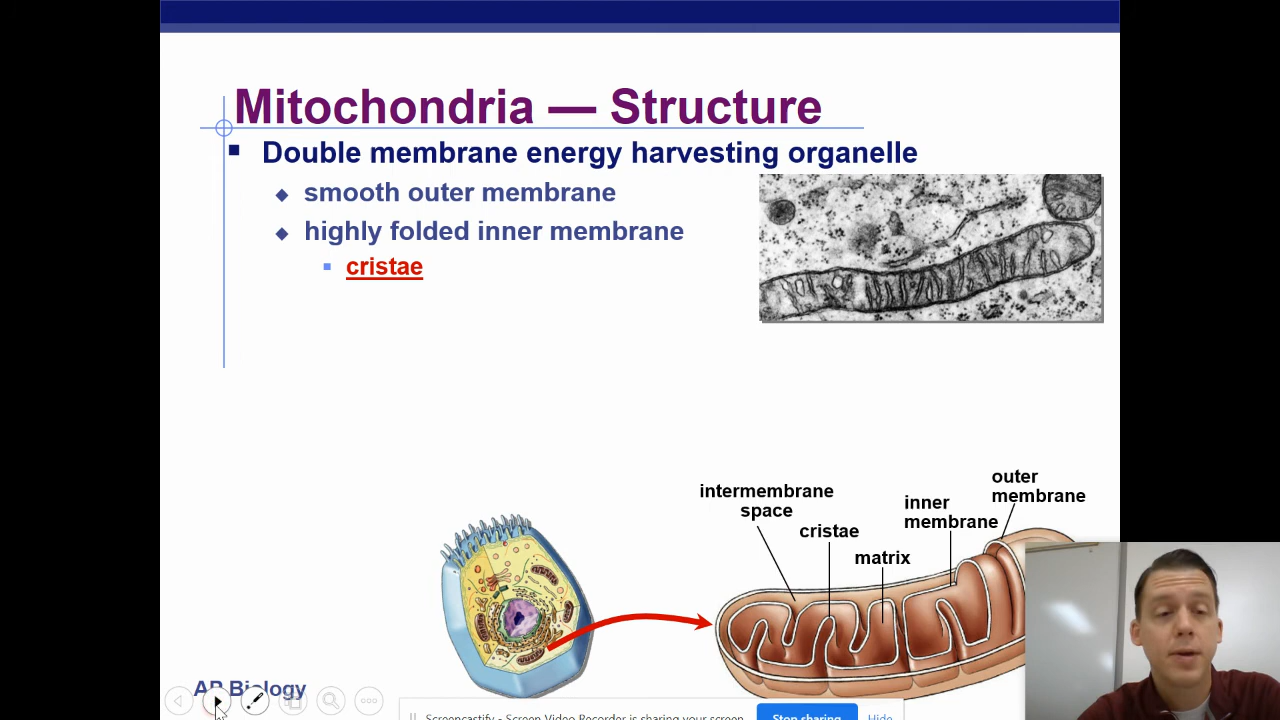 Mitochondria — Structure
Double membrane energy harvesting organelle
smooth outer membrane
highly folded inner membrane
cristae
intermembrane
space
cristae
matrix
inner
membrane
outer
membrane
AP Biology
Screencastify - Screen Video Recorder is sharing your screen.
Stop sharing
Hide